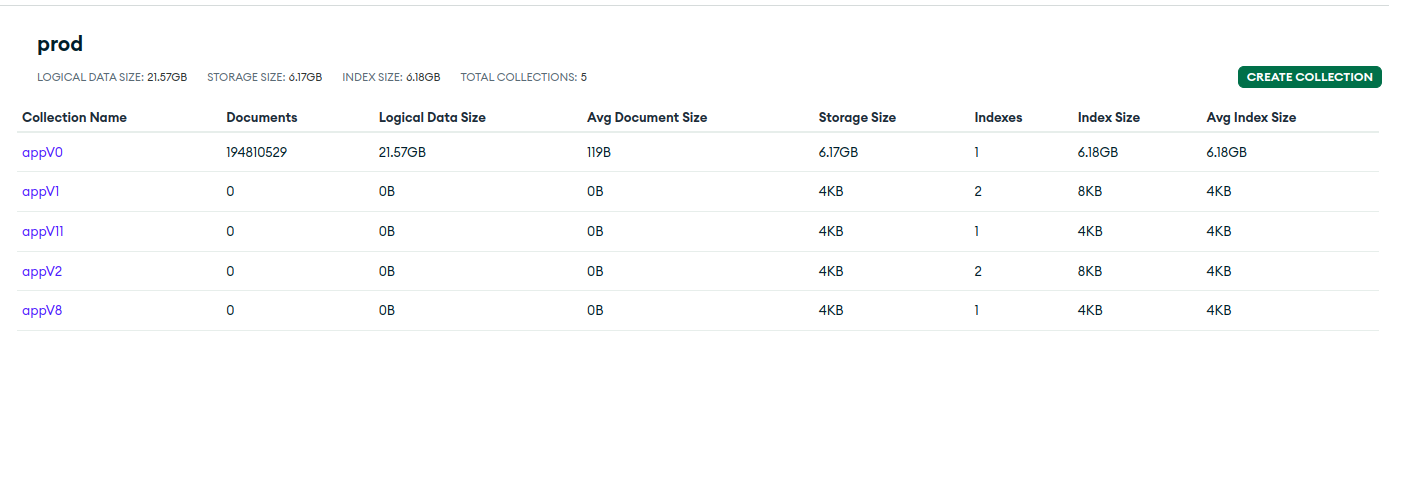 prod
LOGICAL DATA SIZE: 21.57GB STORAGE SIZE: 6.17GB INDEX SIZE: 6.18GB TOTAL COLLECTIONS: 5 CREATE COLLECTION
Collection Name Documents Logical Data Size Avg Document Size Storage Size Indexes Index Size Avg Index Size
appV0 194810529 21.57GB 119B 6.17GB 1 6.18GB 6.18GB
appV1 0 0B 0B 4KB 2 8KB 4KB
appV11 0 0B 0B 4KB 1 4KB 4KB
appV2 0 0B 0B 4KB 2 8KB 4KB
appV8 0 0B 0B 4KB 1 4KB 4KB